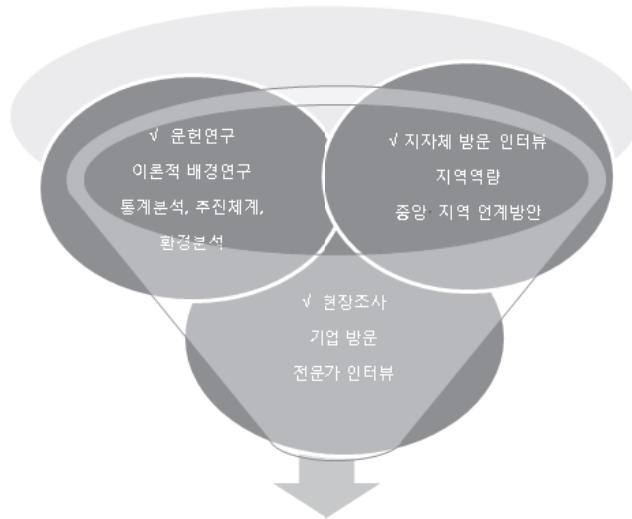 √ 문헌연구
이론적 배경연구
통계분석, 추진체계,
환경분석
√ 지자체 방문 인터뷰
지역역량
중앙· 지역 연계방안
√ 현장조사
기업 방문
전문가 인터뷰